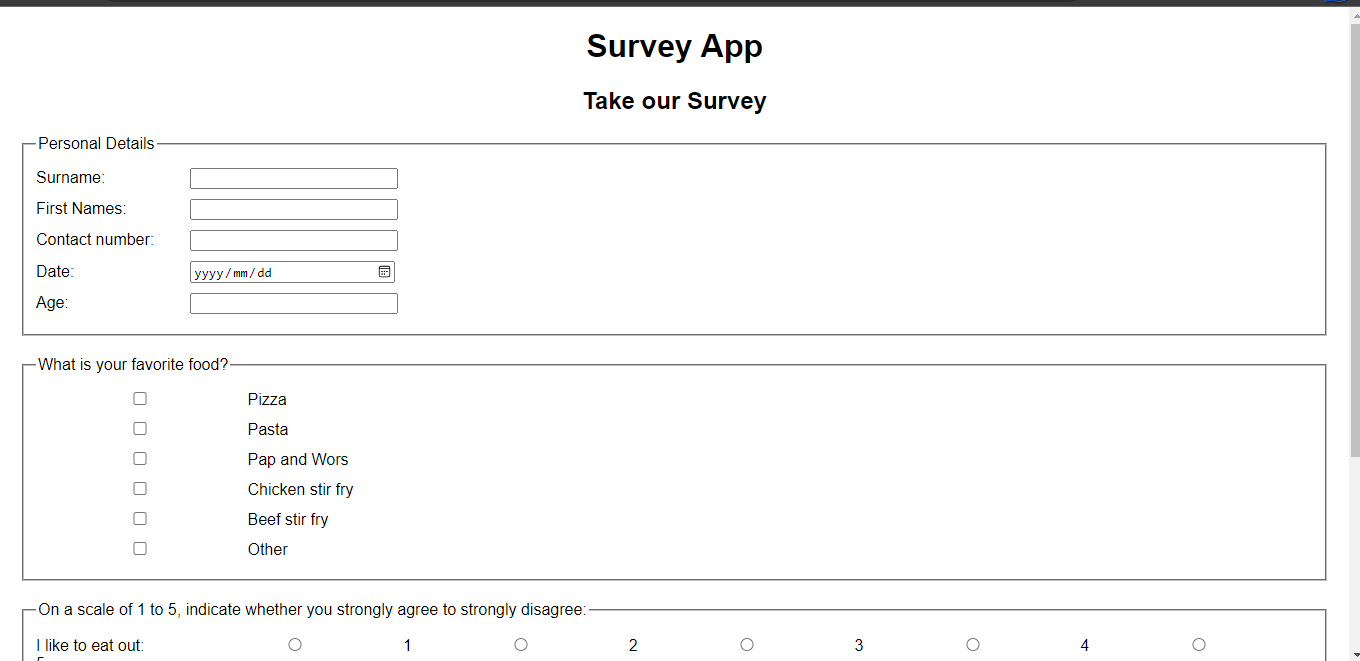 Survey App
Take our Survey
Personal Details
Surname:
First Names:
Contact number:
Date: yyyy/mm/dd
Age:
What is your favorite food?
Pizza
Pasta
Pap and Wors
Chicken stir fry
Beef stir fry
Other
On a scale of 1 to 5, indicate whether you strongly agree to strongly disagree:
I like to eat out: 1 2 3 4